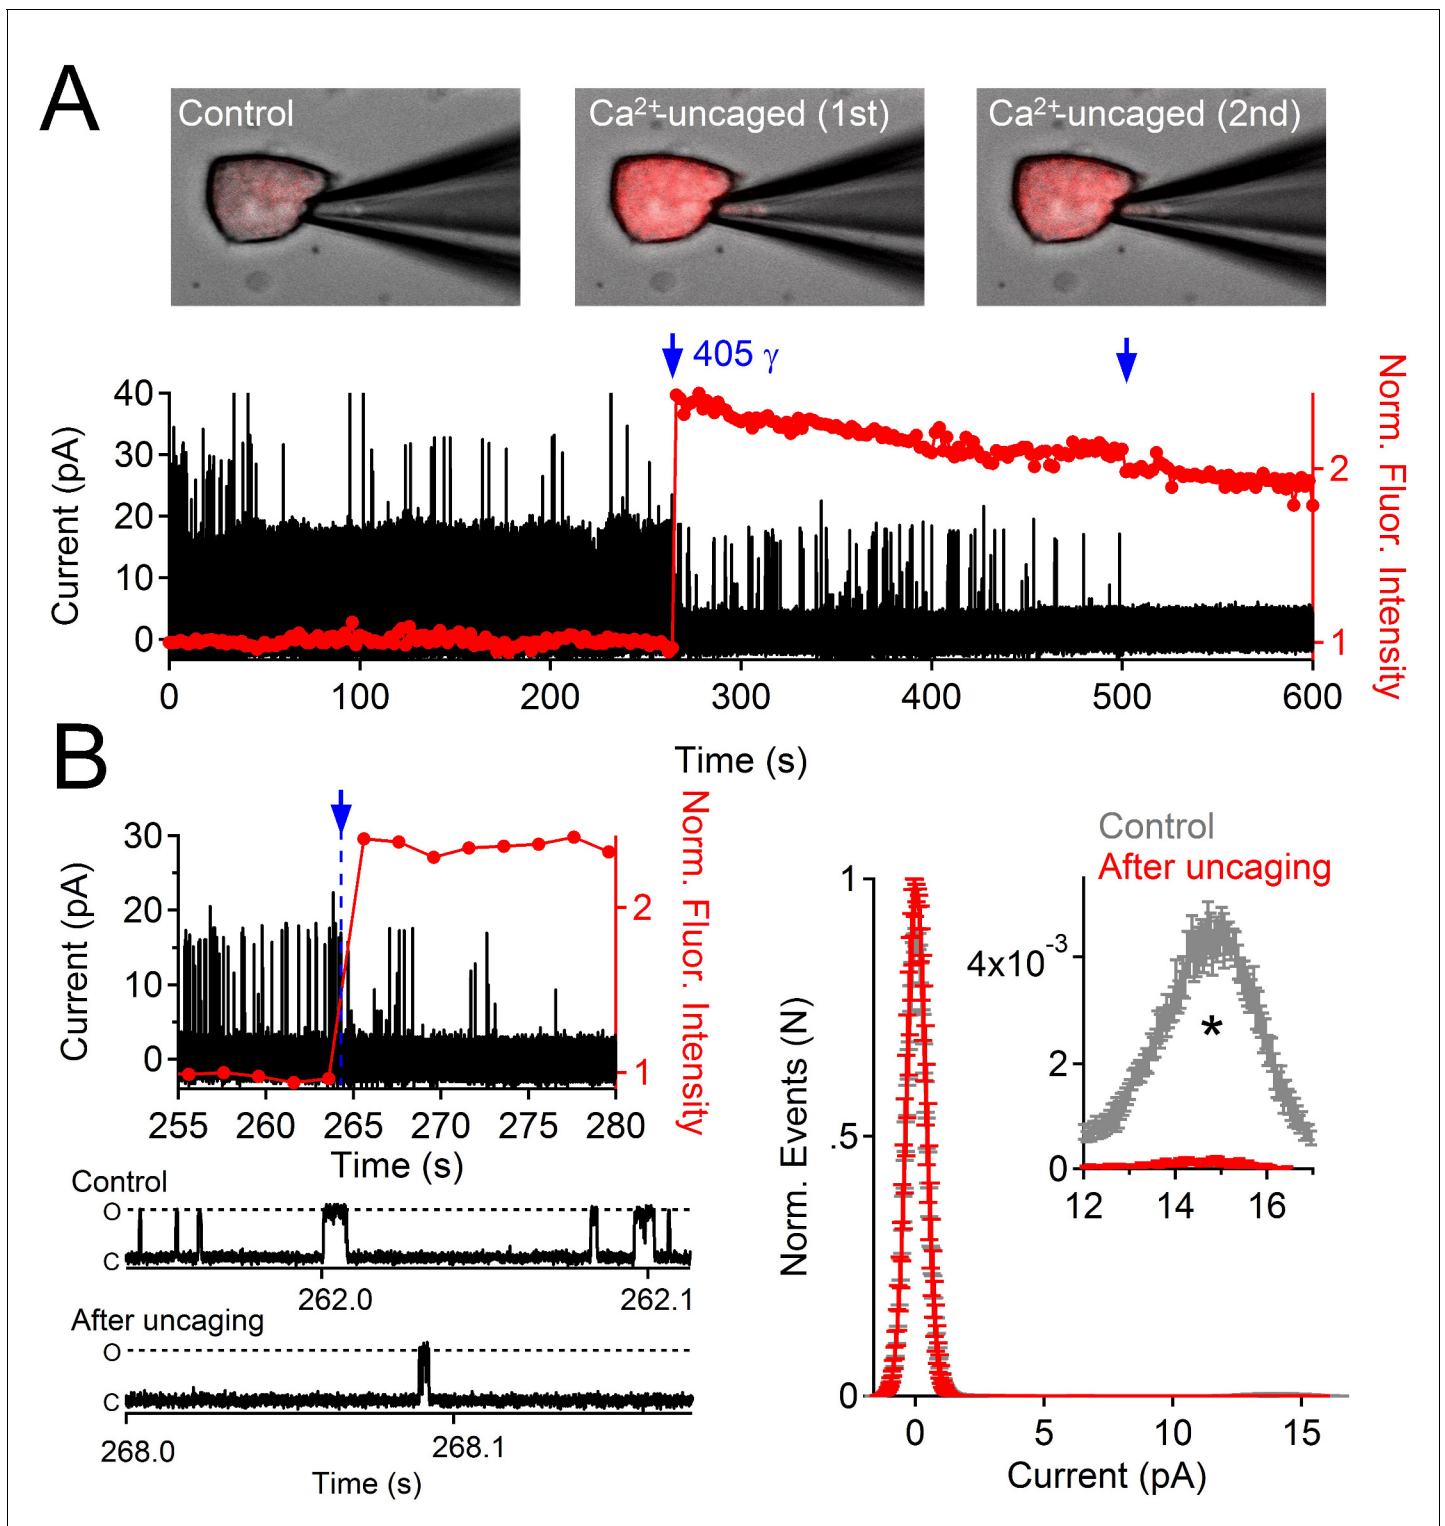 A
Control
Ca2+-uncaged (1st)
Ca2+-uncaged (2nd)
405 γ
40
30
20
10
0
Current (pA)
2
1
Norm. Fluor. Intensity
0 100 200 300 400 500 600
Time (s)
B
30
20
10
0
Current (pA)
2
1
Norm. Fluor. Intensity
255 260 265 270 275 280
Time (s)
Control
O
C
262.0 262.1
After uncaging
O
C
268.0 268.1
Time (s)
Control
After uncaging
1
.5
0
Norm. Events (N)
0 5 10 15
Current (pA)
4x10-3
2
0
*
12 14 16